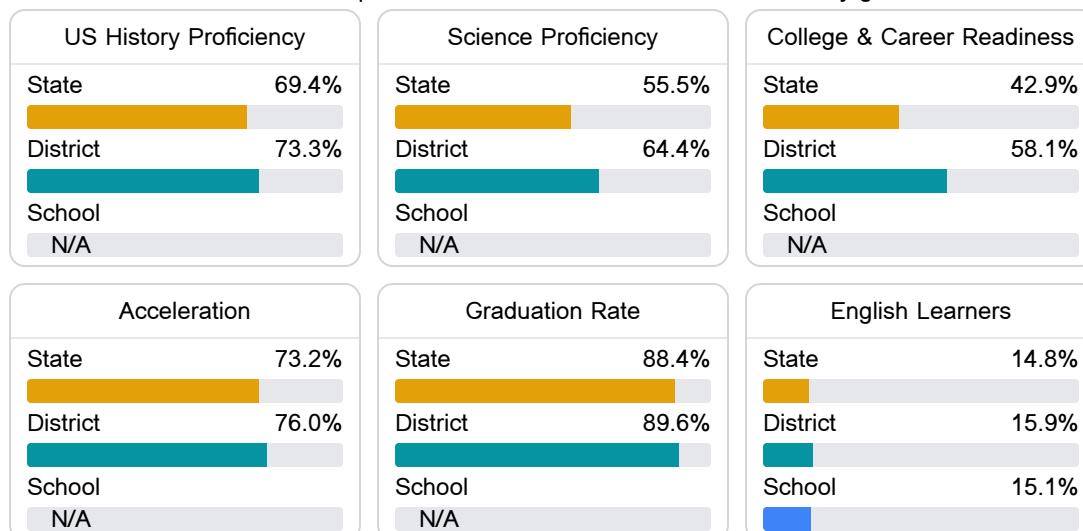 US History Proficiency
State 69.4%
District 73.3%
School
N/A
Science Proficiency
State 55.5%
District 64.4%
School
N/A
College & Career Readiness
State 42.9%
District 58.1%
School
N/A
Acceleration
State 73.2%
District 76.0%
School
N/A
Graduation Rate
State 88.4%
District 89.6%
School
N/A
English Learners
State 14.8%
District 15.9%
School 15.1%